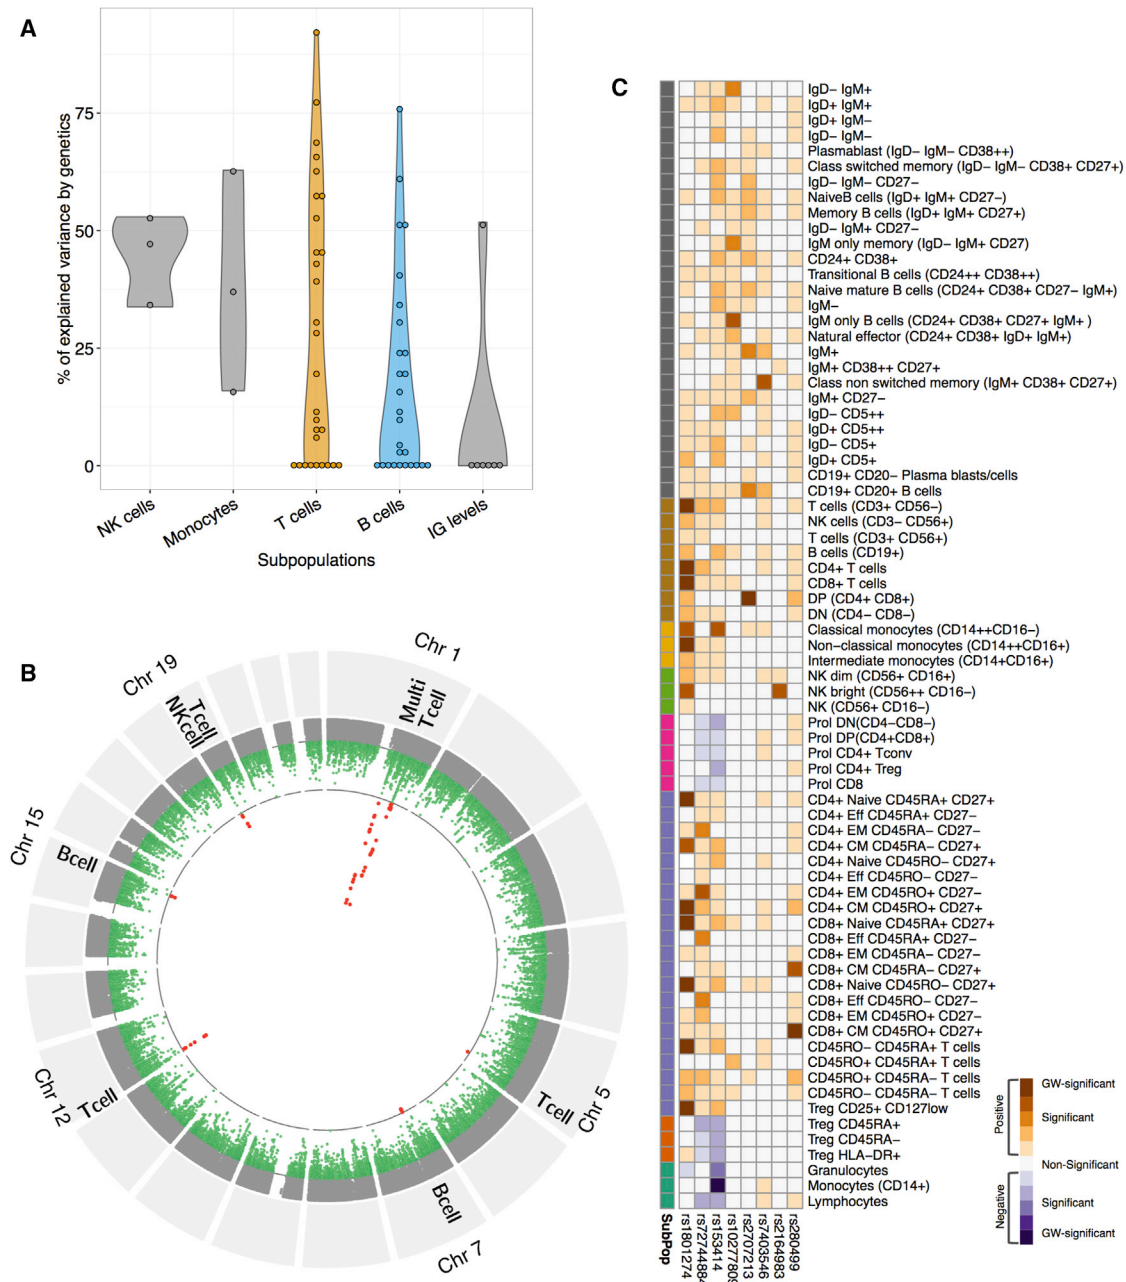 A
% of explained variance by genetics
75
50
25
0
NK cells
Monocytes
T cells
B cells
IG levels
Subpopulations
B
Chr 1
Multi
Tcell
Chr 19
Tcell
NKcell
Chr 15
Bcell
Chr 12
Tcell
Chr 5
Tcell
Chr 7
Bcell
C
IgD− IgM+
IgD+ IgM+
IgD+ IgM−
IgD− IgM−
Plasmablast (IgD− IgM− CD38++)
Class switched memory (IgD− IgM− CD38+ CD27+)
IgD− IgM− CD27−
NaiveB cells (IgD+ IgM+ CD27−)
Memory B cells (IgD+ IgM+ CD27+)
IgD− IgM+ CD27−
IgM only memory (IgD− IgM+ CD27)
CD24+ CD38+
Transitional B cells (CD24++ CD38++)
Naive mature B cells (CD24+ CD38+ CD27− IgM+)
IgM−
IgM only B cells (CD24+ CD38+ CD27+ IgM+ )
Natural effector (CD24+ CD38+ IgD+ IgM+)
IgM+
IgM+ CD38++ CD27+
Class non switched memory (IgM+ CD38+ CD27+)
IgM+ CD27−
IgD− CD5++
IgD+ CD5++
IgD− CD5+
IgD+ CD5+
CD19+ CD20− Plasma blasts/cells
CD19+ CD20+ B cells
T cells (CD3+ CD56−)
NK cells (CD3− CD56+)
T cells (CD3+ CD56+)
B cells (CD19+)
CD4+ T cells
CD8+ T cells
DP (CD4+ CD8+)
DN (CD4− CD8−)
Classical monocytes (CD14++CD16−)
Non−classical monocytes (CD14++CD16+)
Intermediate monocytes (CD14+CD16+)
NK dim (CD56+ CD16+)
NK bright (CD56++ CD16−)
NK (CD56+ CD16−)
Prol DN(CD4−CD8−)
Prol DP(CD4+CD8+)
Prol CD4+ Tconv
Prol CD4+ Treg
Prol CD8
CD4+ Naive CD45RA+ CD27+
CD4+ Eff CD45RA+ CD27−
CD4+ EM CD45RA− CD27−
CD4+ CM CD45RA− CD27+
CD4+ Naive CD45RO− CD27+
CD4+ Eff CD45RO− CD27−
CD4+ EM CD45RO+ CD27−
CD4+ CM CD45RO+ CD27+
CD8+ Naive CD45RA+ CD27+
CD8+ Eff CD45RA+ CD27−
CD8+ EM CD45RA− CD27−
CD8+ CM CD45RA− CD27+
CD8+ Naive CD45RO− CD27+
CD8+ Eff CD45RO− CD27−
CD8+ EM CD45RO+ CD27−
CD8+ CM CD45RO+ CD27+
CD45RO− CD45RA+ T cells
CD45RO+ CD45RA+ T cells
CD45RO+ CD45RA− T cells
CD45RO− CD45RA− T cells
Treg CD25+ CD127low
Treg CD45RA+
Treg CD45RA−
Treg HLA−DR+
Granulocytes
Monocytes (CD14+)
Lymphocytes
SubPop
rs1801274
rs7274488
rs153414
rs1027780
rs2707213
rs7403546
rs2164983
rs280499
Positive
Negative
GW-significant
Significant
Non-Significant
Significant
GW-significant